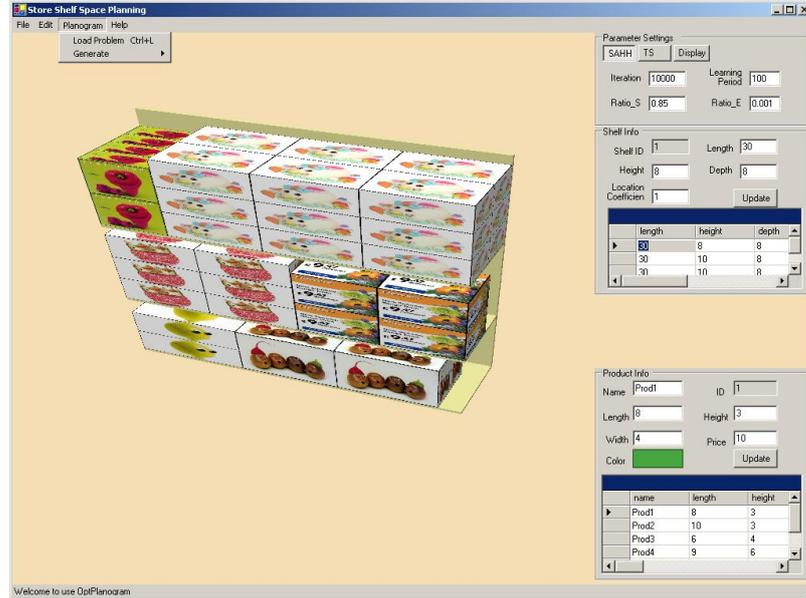 Store Shelf Space Planning
File Edit Planogram Help
Load Problem Ctrl+L
Generate
Parameter Settings
SAHH TS Display
Iteration 10000 Learning Period 100
Ratio_S 0.85 Ratio_E 0.001
Shelf Info
Shelf ID 1 Length 30
Height 8 Depth 8
Location Coefficien 1 Update
length height depth
30 8 8
30 10 8
30 10 8
Product Info
Name Prod1 ID 1
Length 8 Height 3
Width 4 Price 10
Color Update
name length height
Prod1 8 3
Prod2 10 3
Prod3 6 4
Prod4 9 6
Welcome to use OptPlanogram